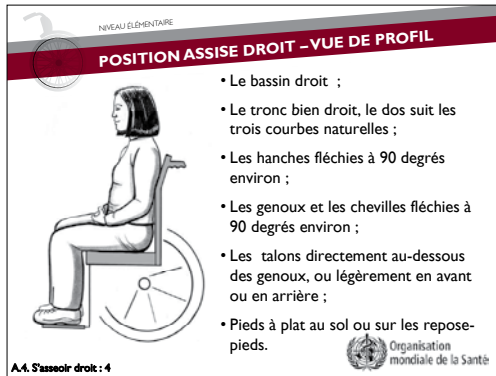 NIVEAU ÉLÉMENTAIRE
POSITION ASSISE DROIT – VUE DE PROFIL
• Le bassin droit ;
• Le tronc bien droit, le dos suit les
trois courbes naturelles ;
• Les hanches fléchies à 90 degrés
environ ;
• Les genoux et les chevilles fléchies à
90 degrés environ ;
• Les talons directement au-dessous
des genoux, ou légèrement en avant
ou en arrière ;
• Pieds à plat au sol ou sur les repose-
pieds.
Organisation
mondiale de la Santé
A.4. S'asseoir droit : 4